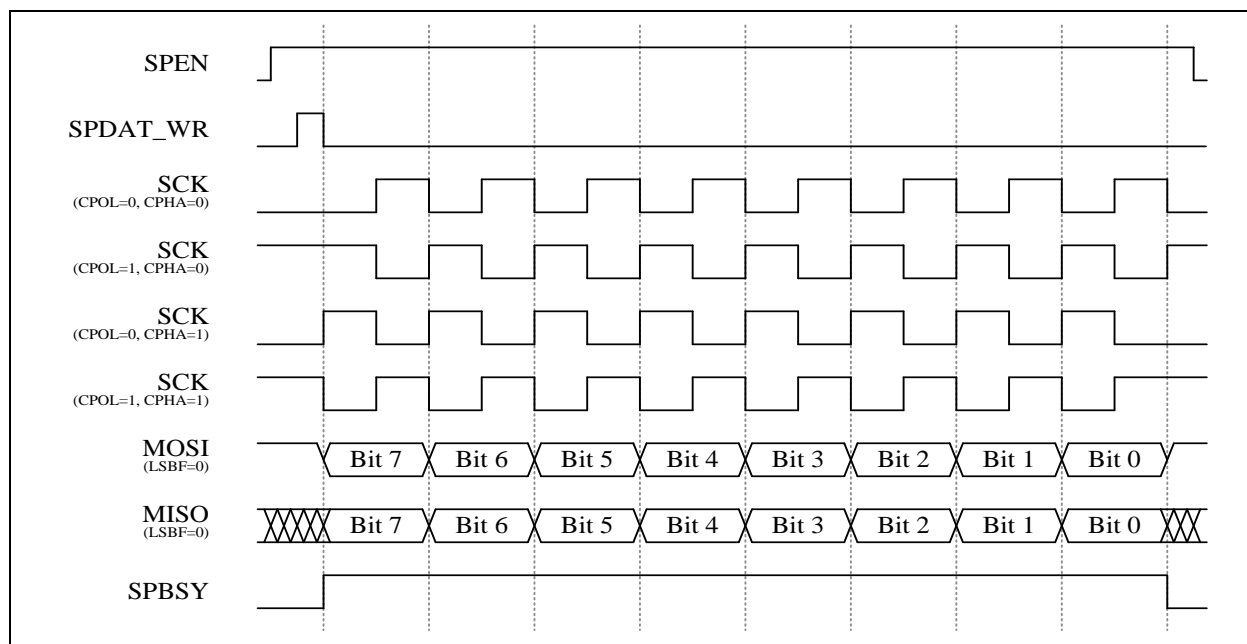 SPEN
SPDAT_WR
SCK
(CPOL=0, CPHA=0)
SCK
(CPOL=1, CPHA=0)
SCK
(CPOL=0, CPHA=1)
SCK
(CPOL=1, CPHA=1)
MOSI
(LSBF=0)
Bit 7 Bit 6 Bit 5 Bit 4 Bit 3 Bit 2 Bit 1 Bit 0
MISO
(LSBF=0)
Bit 7 Bit 6 Bit 5 Bit 4 Bit 3 Bit 2 Bit 1 Bit 0
SPBSY